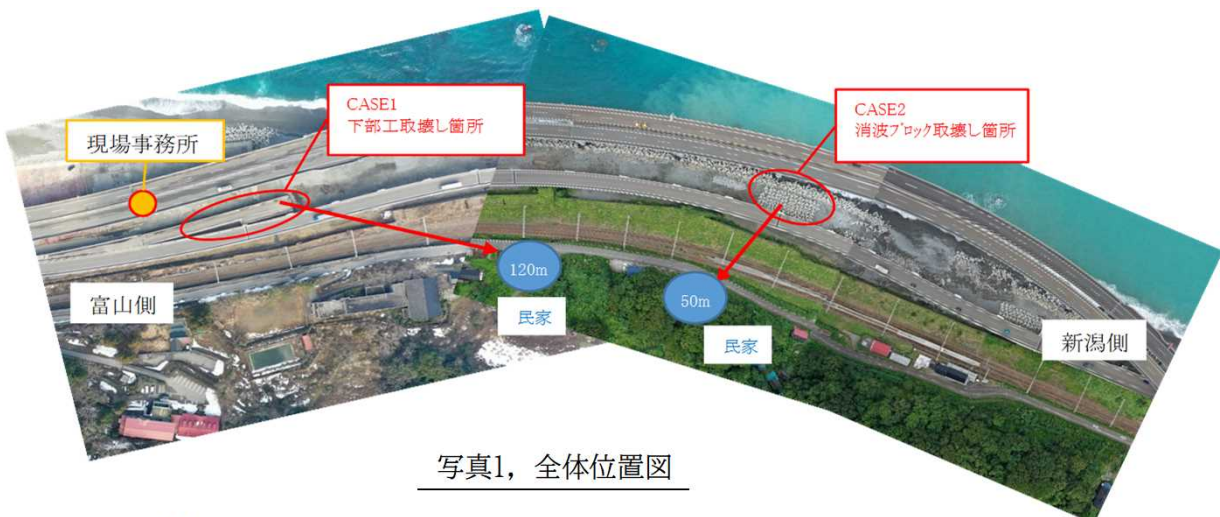 CASE1
下部工取壊し箇所
CASE2
消波ブロック取壊し箇所
現場事務所
120m
民家
富山側
50m
民家
新潟側
写真1，全体位置図